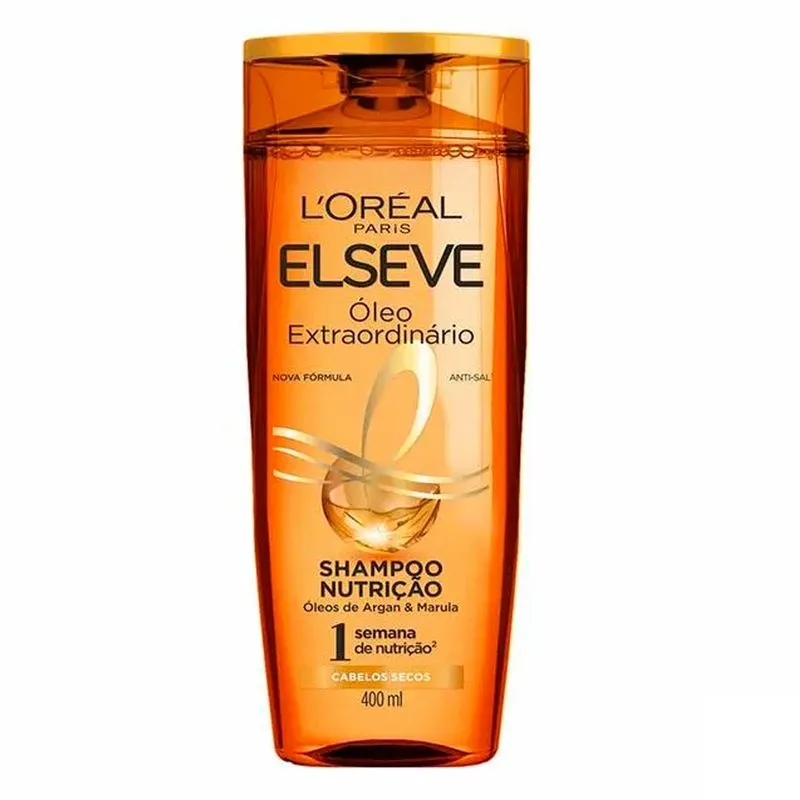 L'ORÉAL
PARIS
ELSEVE
Óleo
Extraordinário
NOVA FÓRMULA ANTI-SAL¹
SHAMPOO
NUTRIÇÃO
Óleos de Argan & Marula
1 semana
de nutrição²
CABELOS SECOS
400 ml